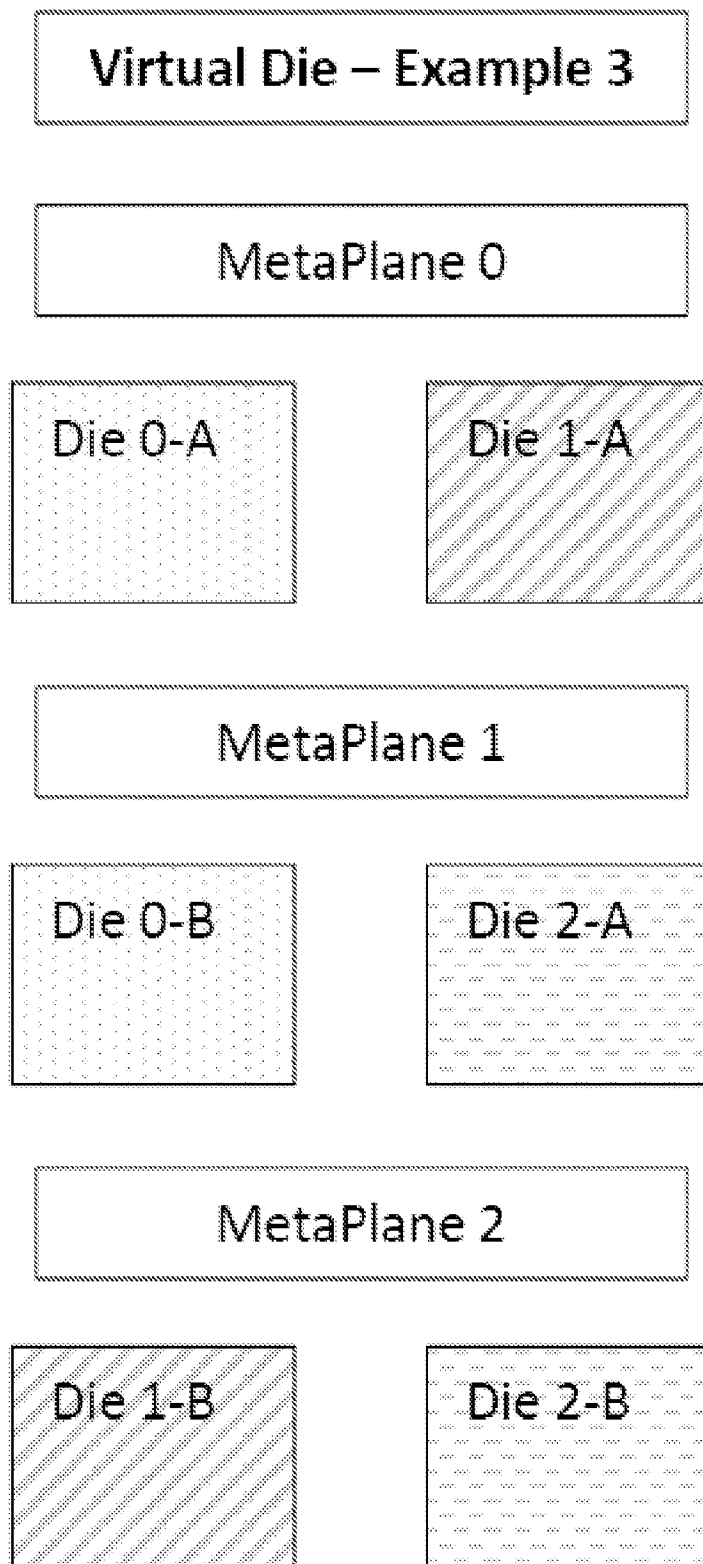 Virtual Die – Example 3
MetaPlane 0
Die 0-A
Die 1-A
MetaPlane 1
Die 0-B
Die 2-A
MetaPlane 2
Die 1-B
Die 2-B